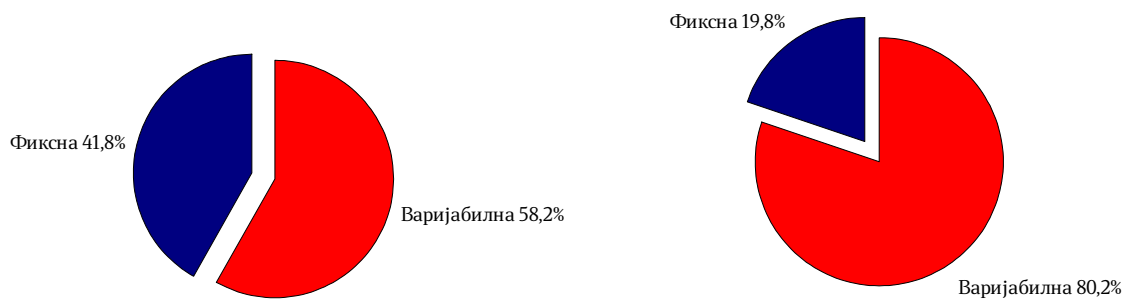 Фиксна 41,8%
Варијабилна 58,2%
Фиксна 19,8%
Варијабилна 80,2%